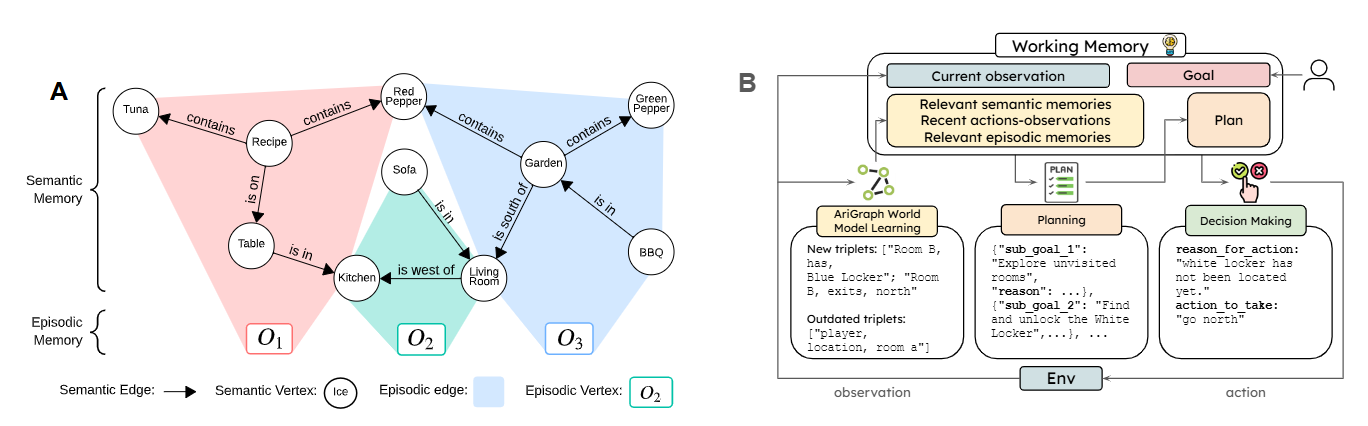 A
Semantic
Memory
Episodic
Memory
Tuna
Recipe
Red
Pepper
Green
Pepper
Garden
Sofa
Table
Kitchen
Living
Room
BBQ
contains
contains
contains
contains
is on
is in
is in
is west of
is south of
is in
O1
O2
O3
Semantic Edge:
Semantic Vertex:
Ice
Episodic edge:
Episodic Vertex:
O2
B
Working Memory
Current observation
Goal
Relevant semantic memories
Recent actions-observations
Relevant episodic memories
Plan
PLAN
AriGraph World
Model Learning
New triplets: ["Room B,
has,
Blue Locker"; "Room
B, exits, north"
Outdated triplets:
["player,
location, room a"]
Planning
{"sub_goal_1":
"Explore unvisited
rooms",
"reason": ...},
{"sub_goal_2": "Find
and unlock the White
Locker",...}, ...
Decision Making
reason_for_action:
"white locker has
not been located
yet."
action_to_take:
"go north"
Env
observation
action